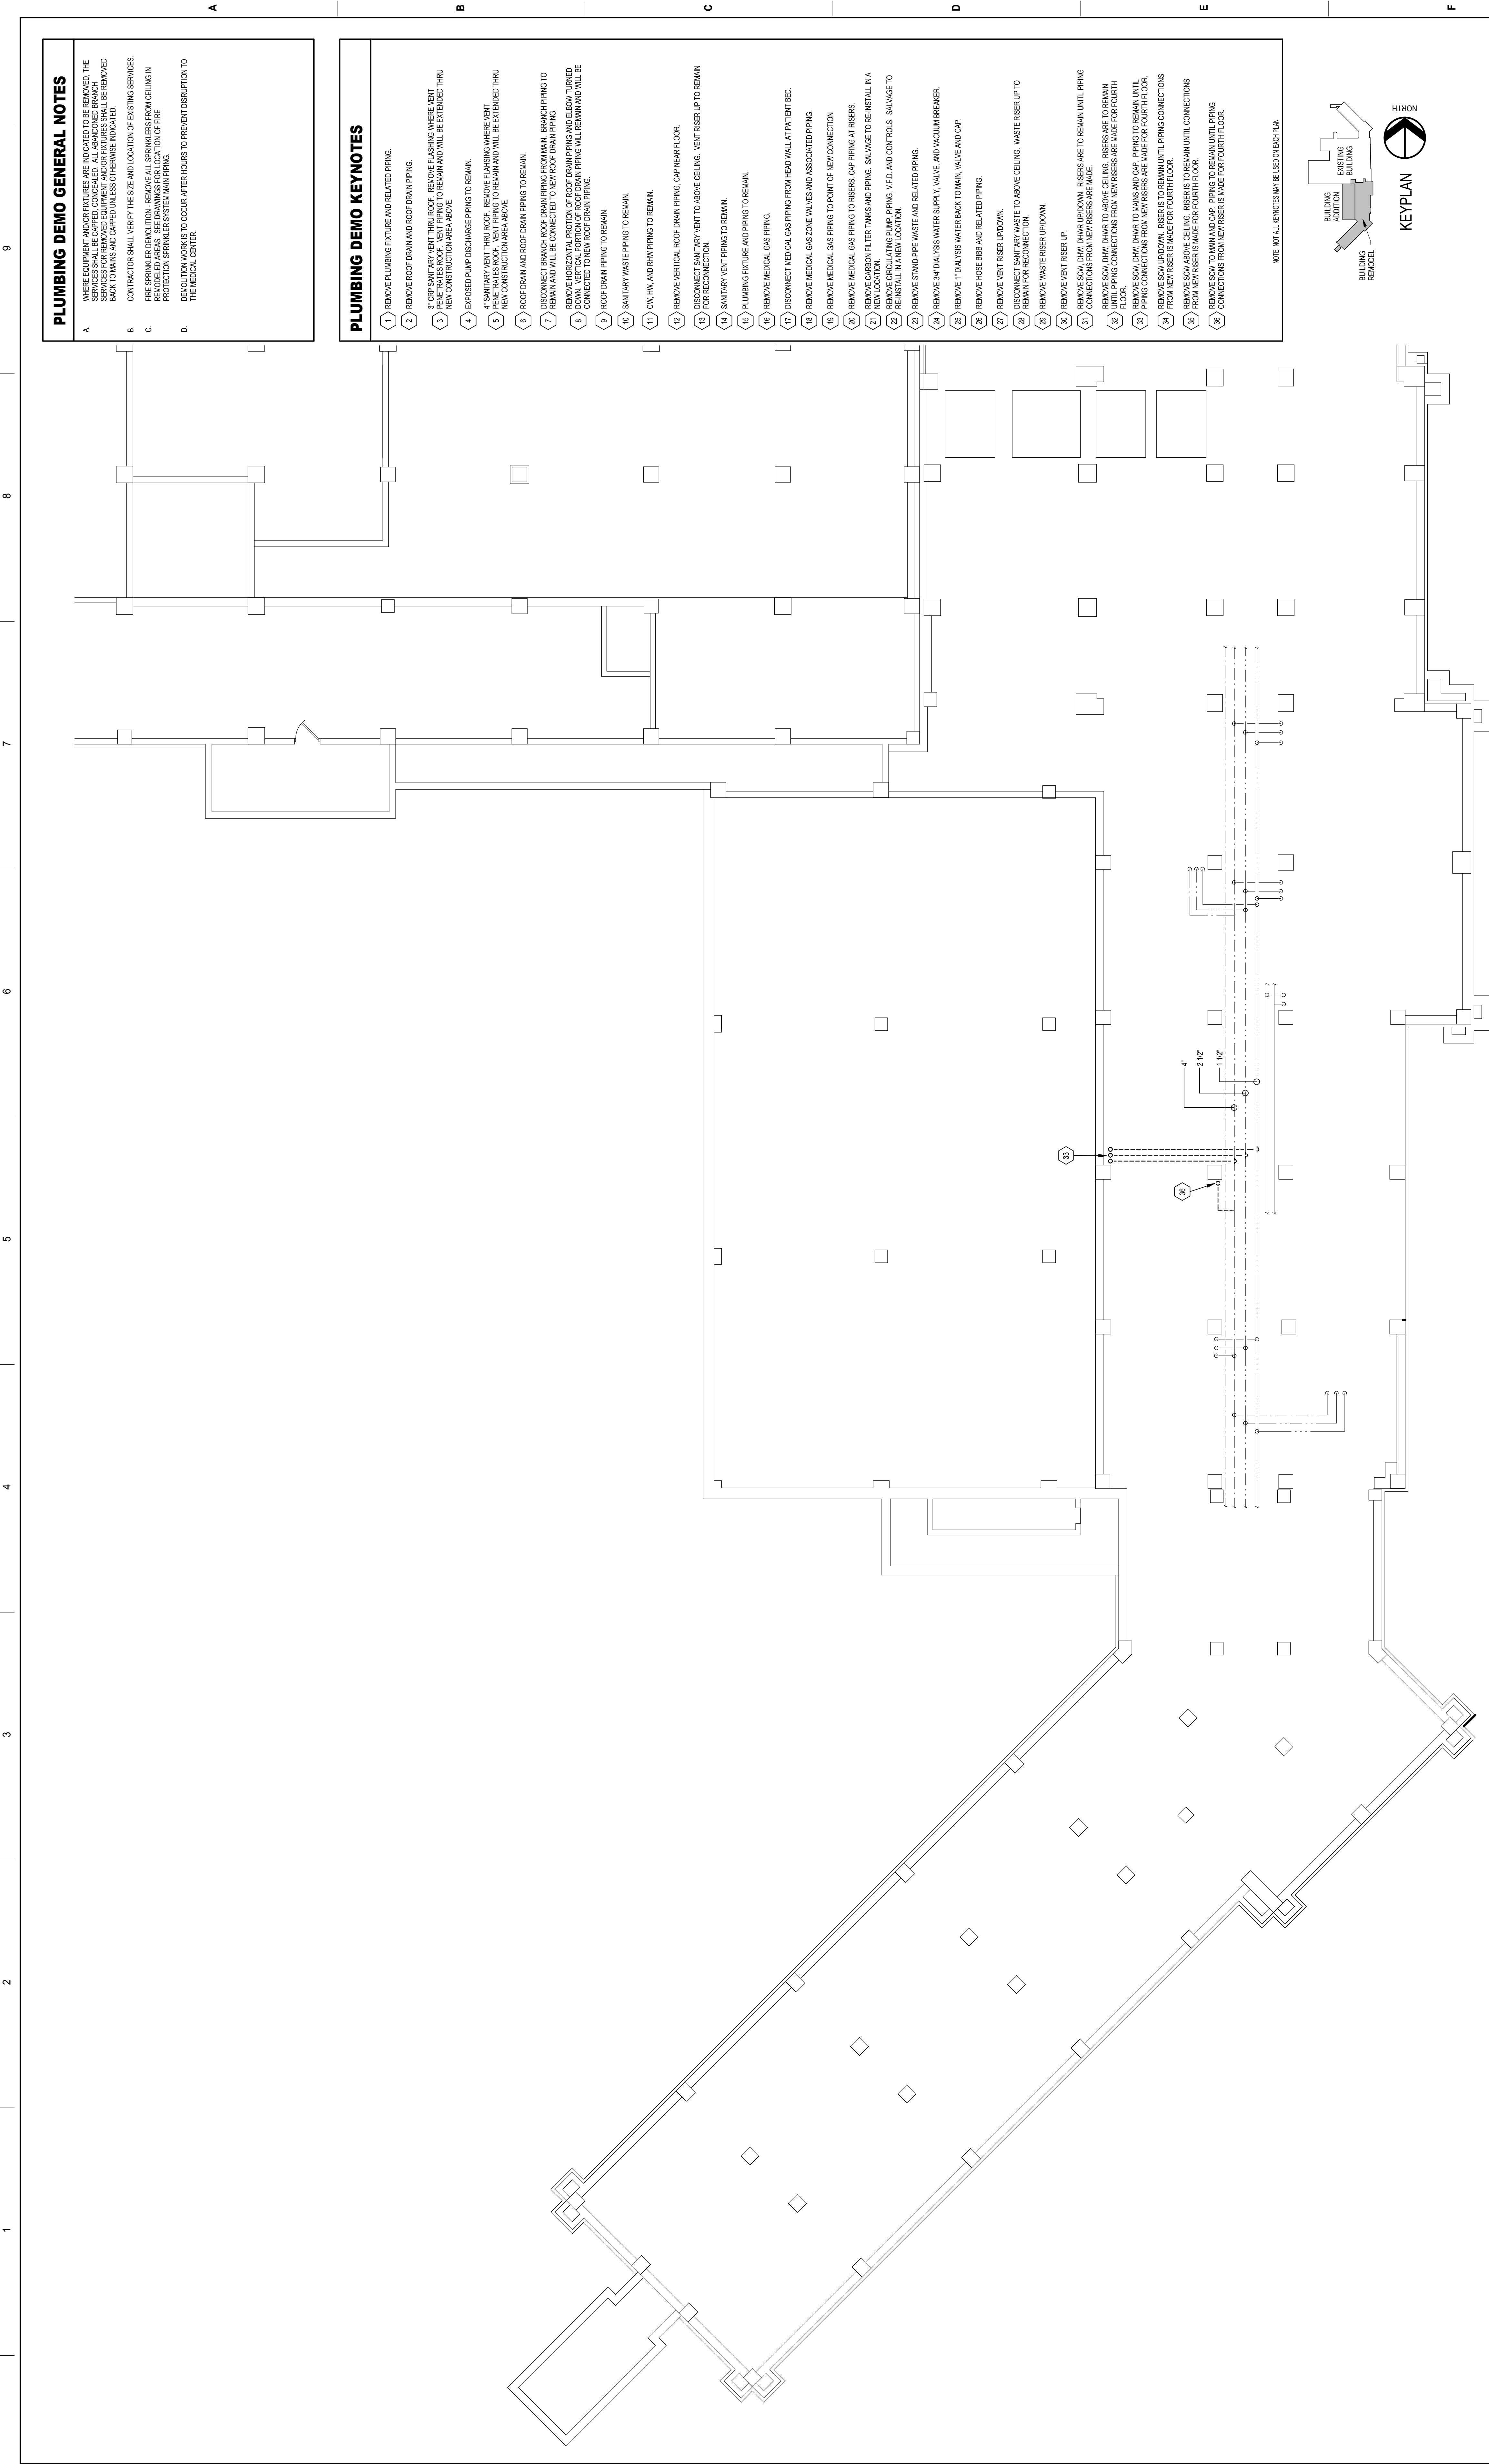 PLUMBING DEMO GENERAL NOTES
A. WHERE EQUIPMENT AND/OR FIXTURES ARE INDICATED TO BE REMOVED, THE
SERVICES SHALL BE CAPPED, CONCEALED. ALL ABANDONED BRANCH
SERVICES FOR REMOVED EQUIPMENT AND/OR FIXTURES SHALL BE REMOVED
BACK TO MAINS AND CAPPED UNLESS OTHERWISE INDICATED.
B. CONTRACTOR SHALL VERIFY THE SIZE AND LOCATION OF EXISTING SERVICES.
C. FIRE SPRINKLER DEMOLITION - REMOVE ALL SPRINKLERS FROM CEILING IN
REMODELED AREAS. SEE DRAWINGS FOR LOCATION OF FIRE
PROTECTION SPRINKLER SYSTEM MAIN PIPING.
D. DEMOLITION WORK IS TO OCCUR AFTER HOURS TO PREVENT DISRUPTION TO
THE MEDICAL CENTER.
PLUMBING DEMO KEYNOTES
1 REMOVE PLUMBING FIXTURE AND RELATED PIPING.
2 REMOVE ROOF DRAIN AND ROOF DRAIN PIPING.
3 3" CRP SANITARY VENT THRU ROOF. REMOVE FLASHING WHERE VENT
PENETRATES ROOF. VENT PIPING TO REMAIN AND WILL BE EXTENDED THRU
NEW CONSTRUCTION AREA ABOVE.
4 EXPOSED PUMP DISCHARGE PIPING TO REMAIN.
5 4" SANITARY VENT THRU ROOF. REMOVE FLAHSING WHERE VENT
PENETRATES ROOF. VENT PIPING TO REMAIN AND WILL BE EXTENDED THRU
NEW CONSTRUCTION AREA ABOVE.
6 ROOF DRAIN AND ROOF DRAIN PIPING TO REMAIN.
7 DISCONNECT BRANCH ROOF DRAIN PIPING FROM MAIN. BRANCH PIPING TO
REMAIN AND WILL BE CONNECTED TO NEW ROOF DRAIN PIPING.
8 REMOVE HORIZONTAL PROTION OF ROOF DRAIN PIPING AND ELBOW TURNED
DOWN. VERTICAL PORTION OF ROOF DRAIN PIPING WILL REMAIN AND WILL BE
CONNECTED TO NEW ROOF DRAIN PIPING.
9 ROOF DRAIN PIPING TO REMAIN.
10 SANITARY WASTE PIPING TO REMAIN.
11 CW, HW, AND RHW PIPING TO REMAIN.
12 REMOVE VERTICAL ROOF DRAIN PIPING, CAP NEAR FLOOR.
13 DISCONNECT SANITARY VENT TO ABOVE CEILING. VENT RISER UP TO REMAIN
FOR RECONNECTION.
14 SANITARY VENT PIPING TO REMAIN.
15 PLUMBING FIXTURE AND PIPING TO REMAIN.
16 REMOVE MEDICAL GAS PIPING.
17 DISCONNECT MEDICAL GAS PIPING FROM HEAD WALL AT PATIENT BED.
18 REMOVE MEDICAL GAS ZONE VALVES AND ASSOCIATED PIPING.
19 REMOVE MEDICAL GAS PIPING TO POINT OF NEW CONNECTION
20 REMOVE MEDICAL GAS PIPING TO RISERS. CAP PIPING AT RISERS.
21 REMOVE CARBON FILTER TANKS AND PIPING. SALVAGE TO RE-INSTALL IN A
NEW LOCATION.
22 REMOVE CIRCULATING PUMP, PIPING, V.F.D. AND CONTROLS. SALVAGE TO
RE-INSTALL IN A NEW LOCATION.
23 REMOVE STAND-PIPE WASTE AND RELATED PIPING.
24 REMOVE 3/4" DIALYSIS WATER SUPPLY, VALVE, AND VACUUM BREAKER.
25 REMOVE 1" DIALYSIS WATER BACK TO MAIN, VALVE AND CAP.
26 REMOVE HOSE BIBB AND RELATED PIPING.
27 REMOVE VENT RISER UP/DOWN.
28 DISCONNECT SANITARY WASTE TO ABOVE CEILING. WASTE RISER UP TO
REMAIN FOR RECONNECTION.
29 REMOVE WASTE RISER UP/DOWN.
30 REMOVE VENT RISER UP.
31 REMOVE SCW, DHW, DHWR UP/DOWN. RISERS ARE TO REMAIN UNITL PIPING
CONNECTIONS FROM NEW RISERS ARE MADE.
32 REMOVE SCW, DHW, DHWR TO ABOVE CEILING. RISERS ARE TO REMAIN
UNTIL PIPING CONNECTIONS FROM NEW RISERS ARE MADE FOR FOURTH
FLOOR.
33 REMOVE SCW, DHW, DHWR TO MAINS AND CAP. PIPING TO REMAIN UNTIL
PIPING CONNECTIONS FROM NEW RISERS ARE MADE FOR FOURTH FLOOR.
34 REMOVE SCW UP/DOWN. RISER IS TO REMAIN UNTIL PIPING CONNECTIONS
FROM NEW RISER IS MADE FOR FOURTH FLOOR.
35 REMOVE SCW ABOVE CEILING. RISER IS TO REMAIN UNTIL CONNECTIONS
FROM NEW RISER IS MADE FOR FOURTH FLOOR.
36 REMOVE SCW TO MAIN AND CAP. PIPING TO REMAIN UNTIL PIPING
CONNECTIONS FROM NEW RISER IS MADE FOR FOURTH FLOOR.
NOTE: NOT ALL KEYNOTES MAY BE USED ON EACH PLAN
BUILDING
ADDITION
EXISTING
BUILDING
BUILDING
REMODEL
KEYPLAN
NORTH
33
36
4"
2 1/2"
1 1/2"
1 2 3 4 5 6 7 8 9
A
B
C
D
E
F